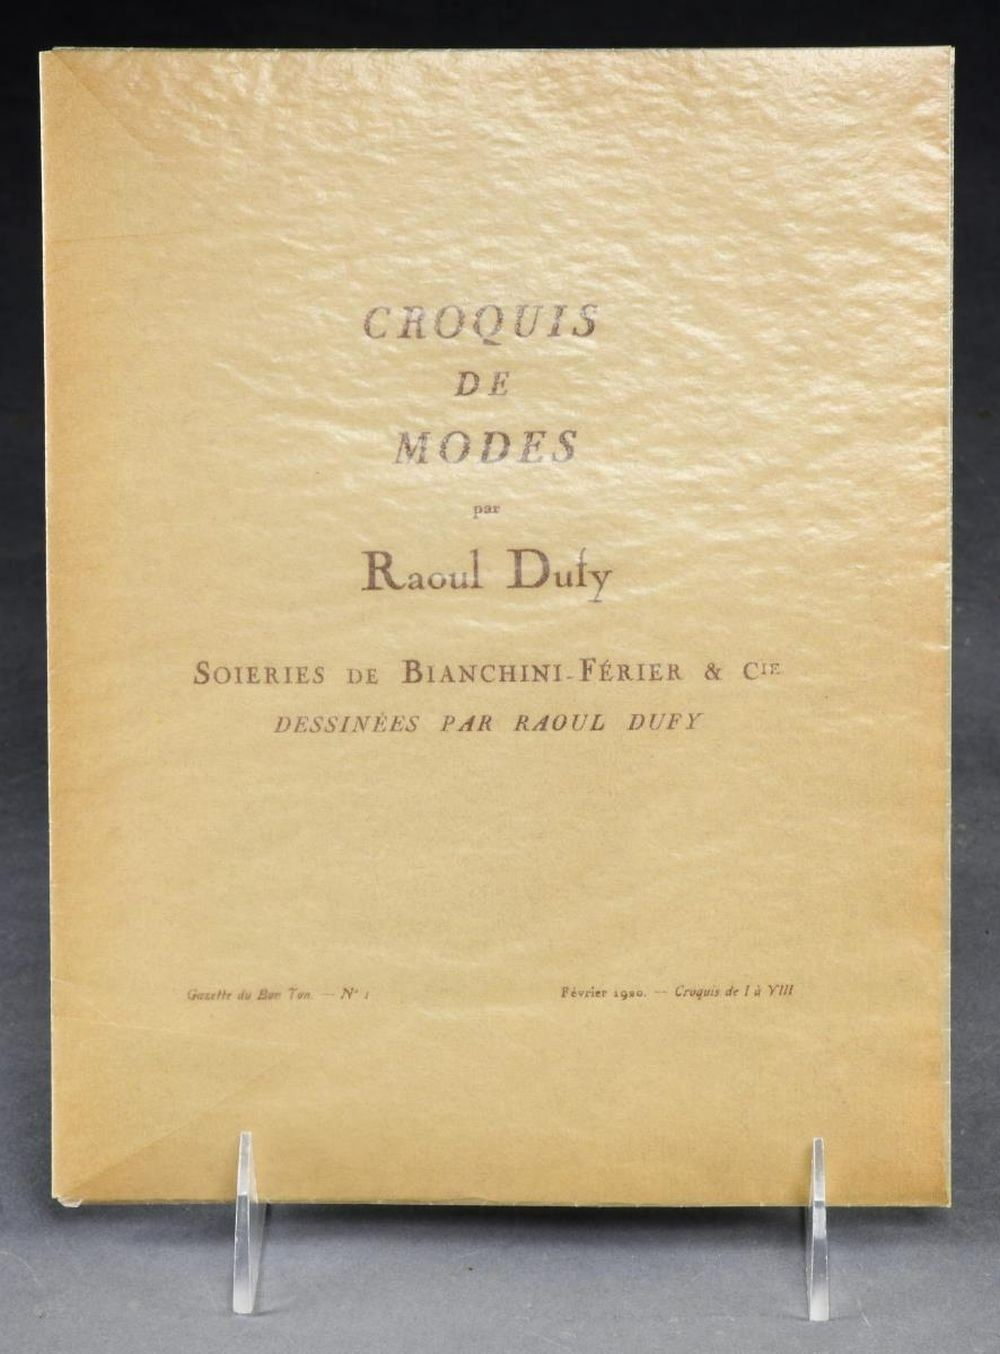 CROQUIS
DE
MODES
par
Raoul Dufy
SOIERIES DE BIANCHINI-FÉRIER & CIE
DESSINÉES PAR RAOUL DUFY
Gazette du Bon Ton. — N° 1
Février 1920. — Croquis de I à VIII